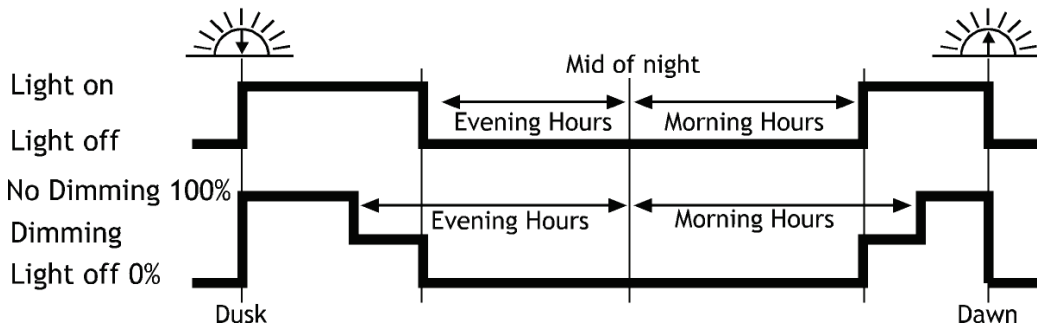 Mid of night
Light on
Evening Hours Morning Hours
Light off
No Dimming 100%
Evening Hours Morning Hours
Dimming
Light off 0%
Dusk Dawn